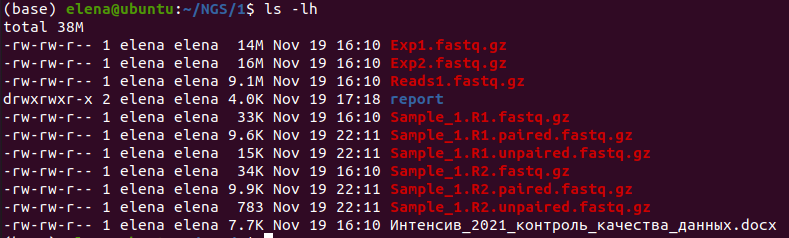 (base) elena@ubuntu:~/NGS/1$ ls -lh
total 38M
-rw-rw-r-- 1 elena elena 14M Nov 19 16:10 Exp1.fastq.gz
-rw-rw-r-- 1 elena elena 16M Nov 19 16:10 Exp2.fastq.gz
-rw-rw-r-- 1 elena elena 9.1M Nov 19 16:10 Reads1.fastq.gz
drwxrwxr-x 2 elena elena 4.0K Nov 19 17:18 report
-rw-rw-r-- 1 elena elena 33K Nov 19 16:10 Sample_1.R1.fastq.gz
-rw-rw-r-- 1 elena elena 9.6K Nov 19 22:11 Sample_1.R1.paired.fastq.gz
-rw-rw-r-- 1 elena elena 15K Nov 19 22:11 Sample_1.R1.unpaired.fastq.gz
-rw-rw-r-- 1 elena elena 34K Nov 19 16:10 Sample_1.R2.fastq.gz
-rw-rw-r-- 1 elena elena 9.9K Nov 19 22:11 Sample_1.R2.paired.fastq.gz
-rw-rw-r-- 1 elena elena 783 Nov 19 22:11 Sample_1.R2.unpaired.fastq.gz
-rw-rw-r-- 1 elena elena 7.7K Nov 19 16:10 Интенсив_2021_контроль_качества_данных.docx